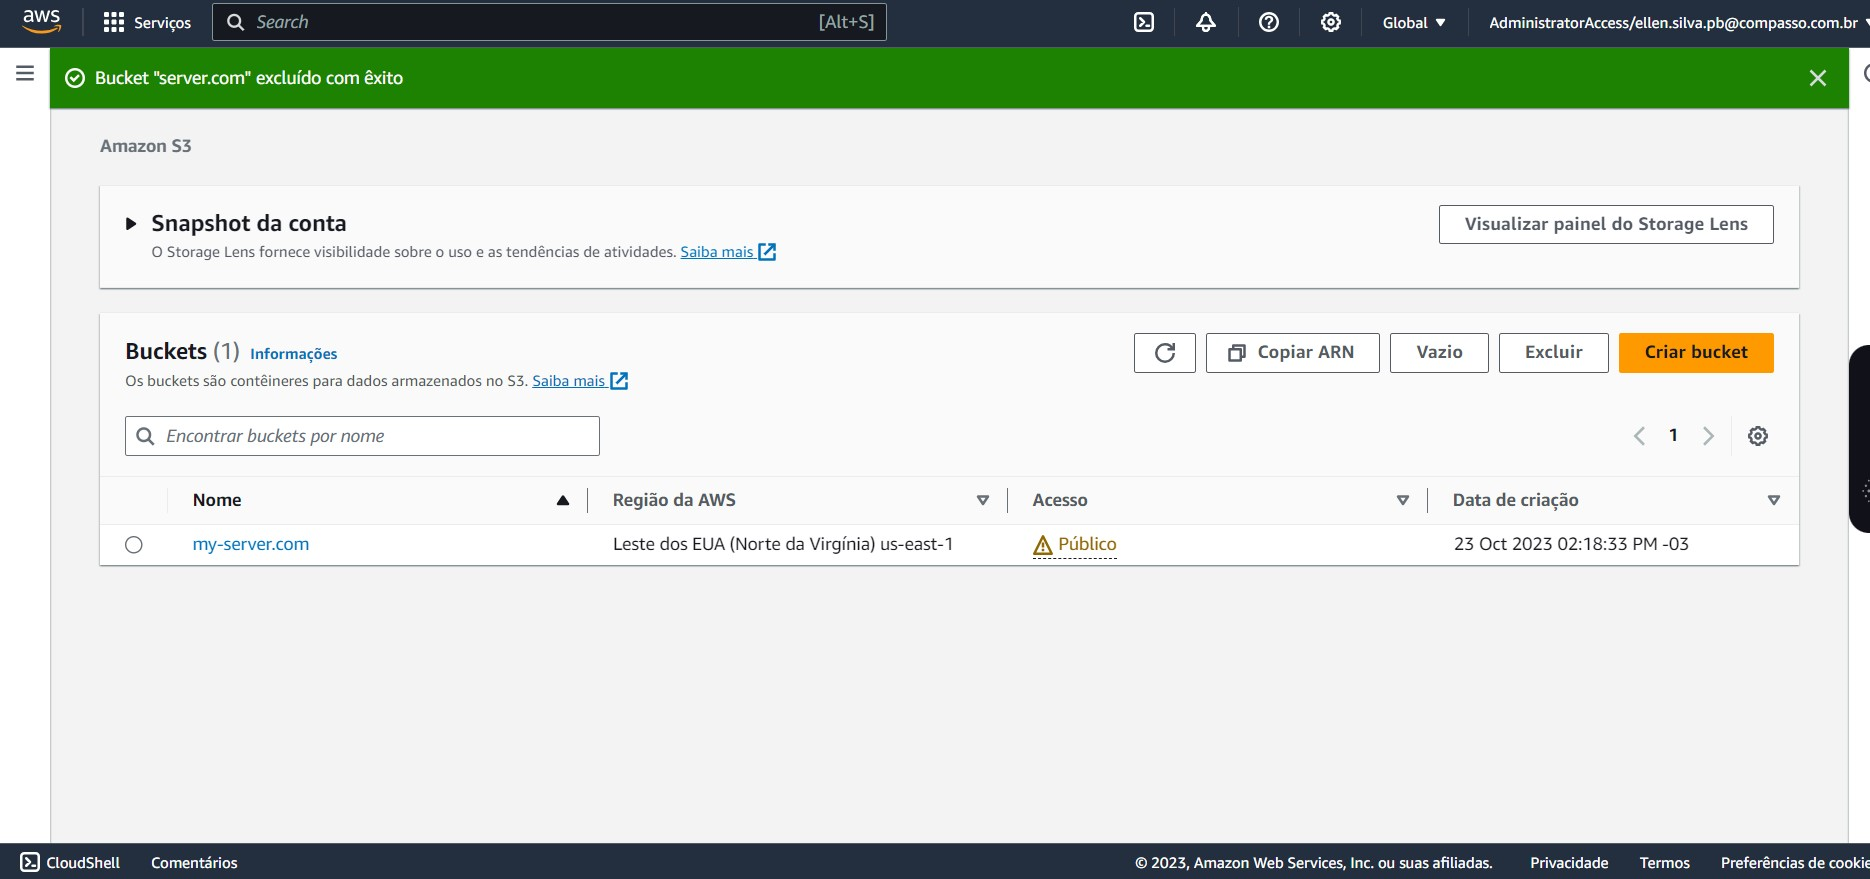 aws
Serviços
Search
[Alt+S]
Global
AdministratorAccess/ellen.silva.pb@compasso.com.br
Bucket "server.com" excluído com êxito
Amazon S3
Snapshot da conta
O Storage Lens fornece visibilidade sobre o uso e as tendências de atividades. Saiba mais
Visualizar painel do Storage Lens
Buckets (1) Informações
Os buckets são contêineres para dados armazenados no S3. Saiba mais
Copiar ARN
Vazio
Excluir
Criar bucket
Encontrar buckets por nome
1
Nome
Região da AWS
Acesso
Data de criação
my-server.com
Leste dos EUA (Norte da Virgínia) us-east-1
Público
23 Oct 2023 02:18:33 PM -03
CloudShell
Comentários
© 2023, Amazon Web Services, Inc. ou suas afiliadas.
Privacidade
Termos
Preferências de cookie